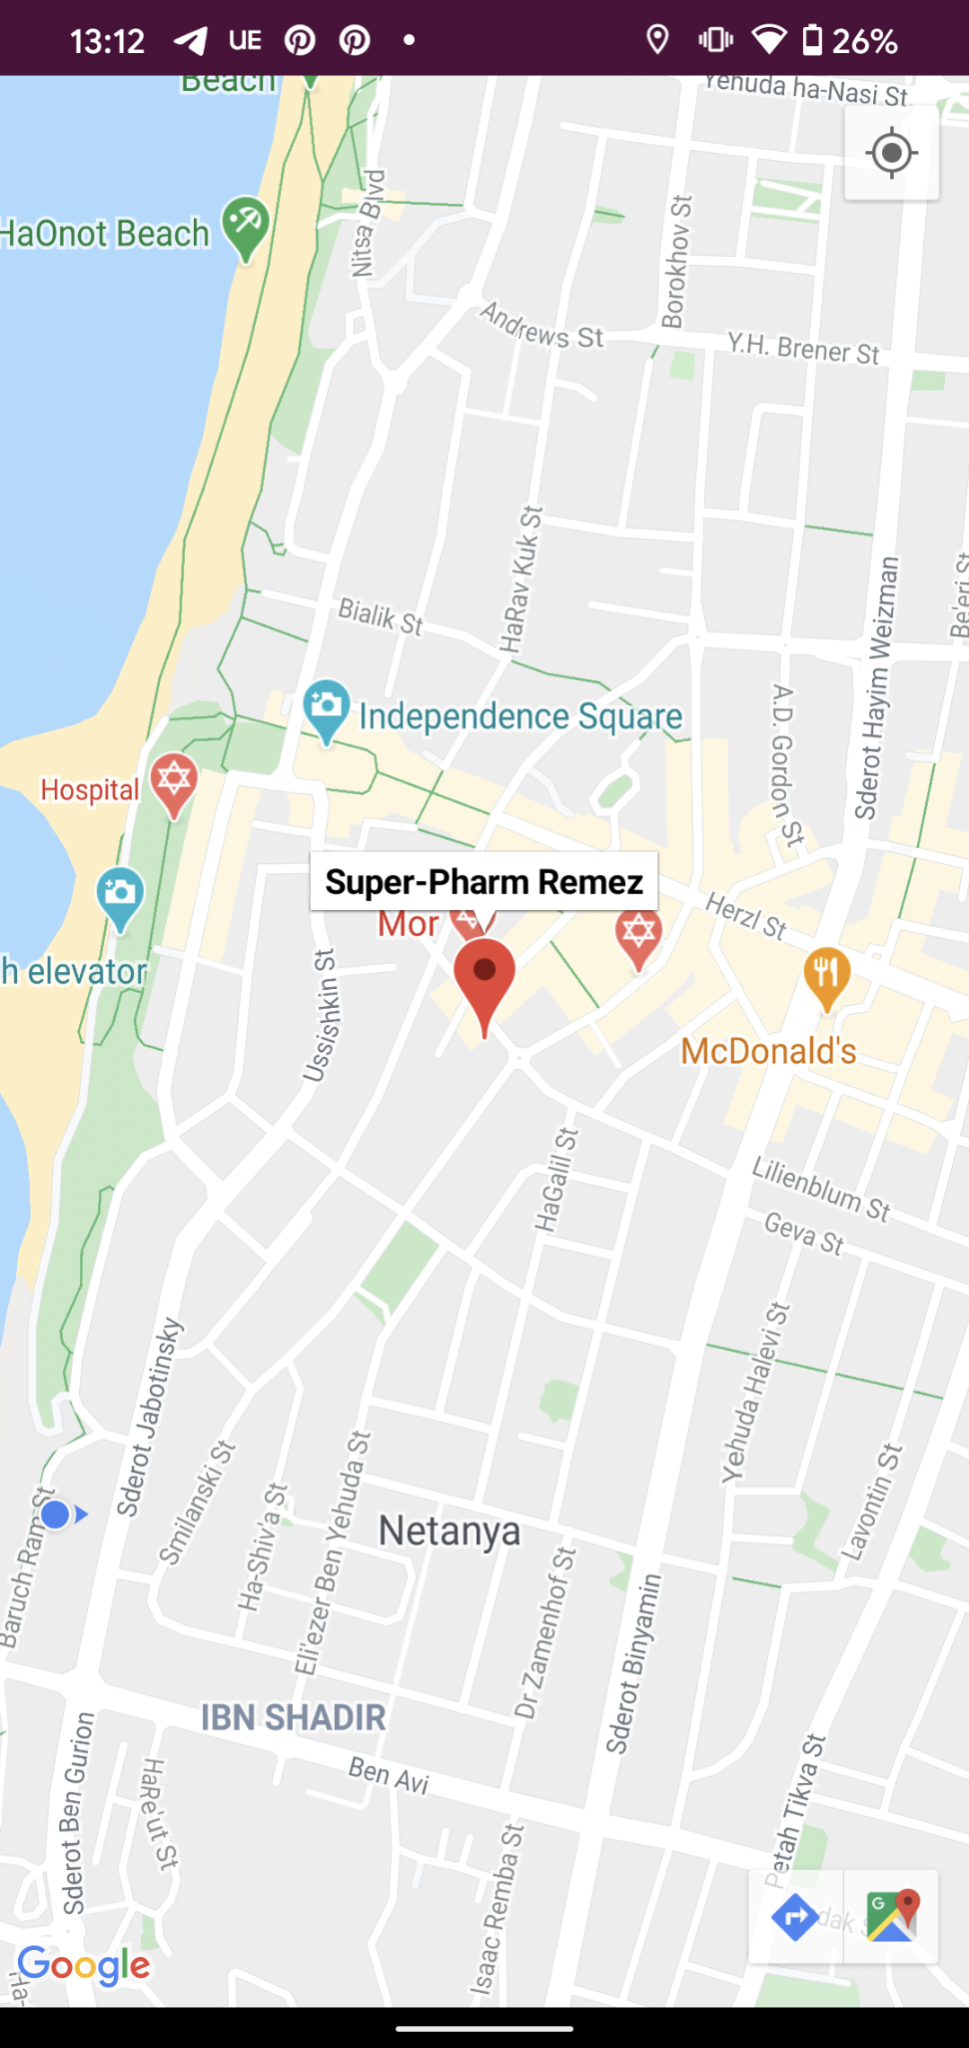 13:12 UE 26%
Beach
Yehuda ha-Nasi St
HaOnot Beach
Nitsa Blvd
Borokhov St
Andrews St
Y.H. Brener St
HaRav Kuk St
Bialik St
Sderot Hayim Weizman
Be'eri St
Independence Square
A.D. Gordon St
Hospital
Super-Pharm Remez
Mor
Herzl St
h elevator
Ussishkin St
McDonald's
HaGalil St
Lilienblum St
Geva St
Sderot Jabotinsky
Yehuda Halevi St
Smilanski St
Ha-Shiv'a St
Eli'ezer Ben Yehuda St
Lavontin St
Baruch Ram St
Netanya
Dr Zamenhof St
Sderot Binyamin
IBN SHADIR
Ben Avi
Sderot Ben Gurion
HaRe'ut St
Petah Tikva St
Isaac Remba St
G
dak
Google
Ha-